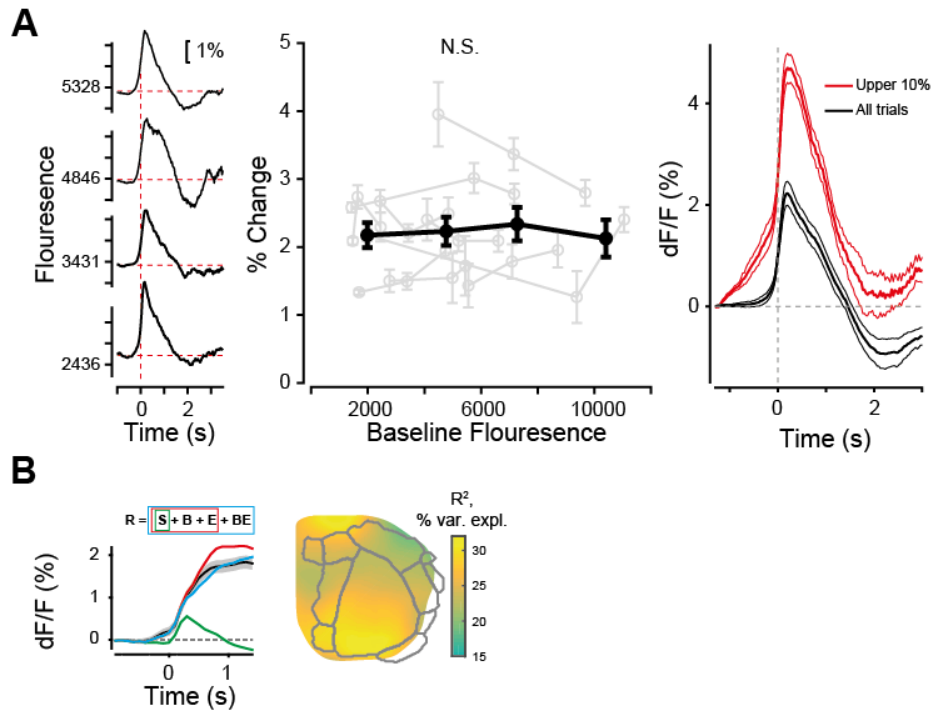 A
1%
5328
4846
3431
2436
Flouresence
0 2
Time (s)
N.S.
5
4
3
2
1
0
% Change
2000 6000 10000
Baseline Flouresence
Upper 10%
All trials
4
0
dF/F (%)
0 2
Time (s)
B
R = S + B + E + BE
2
1
0
dF/F (%)
0 1
Time (s)
R²,
% var. expl.
30
25
20
15